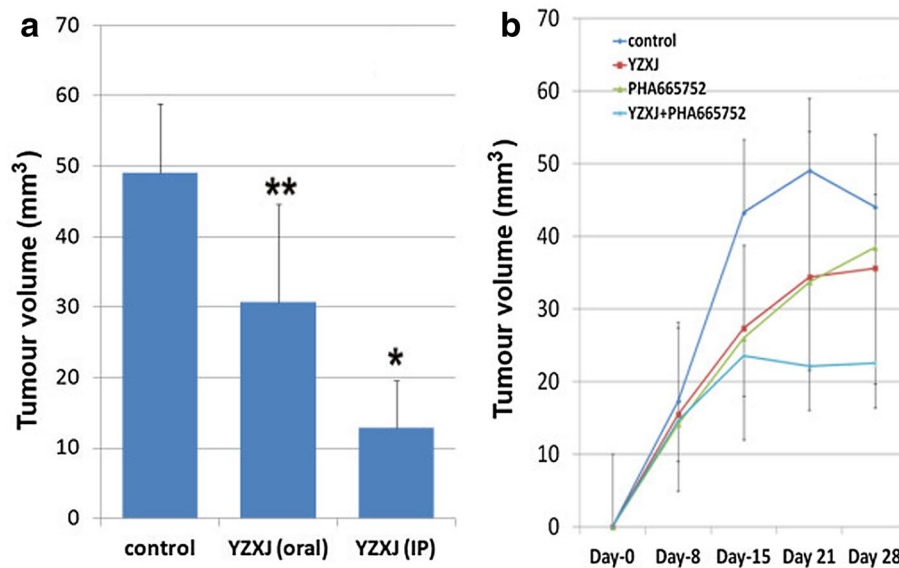 a
Tumour volume (mm³)
70
60
50
40
30
20
10
0
**
*
control YZXJ (oral) YZXJ (IP)
b
Tumour volume (mm³)
70
60
50
40
30
20
10
0
control
YZXJ
PHA665752
YZXJ+PHA665752
Day-0 Day-8 Day-15 Day 21 Day 28